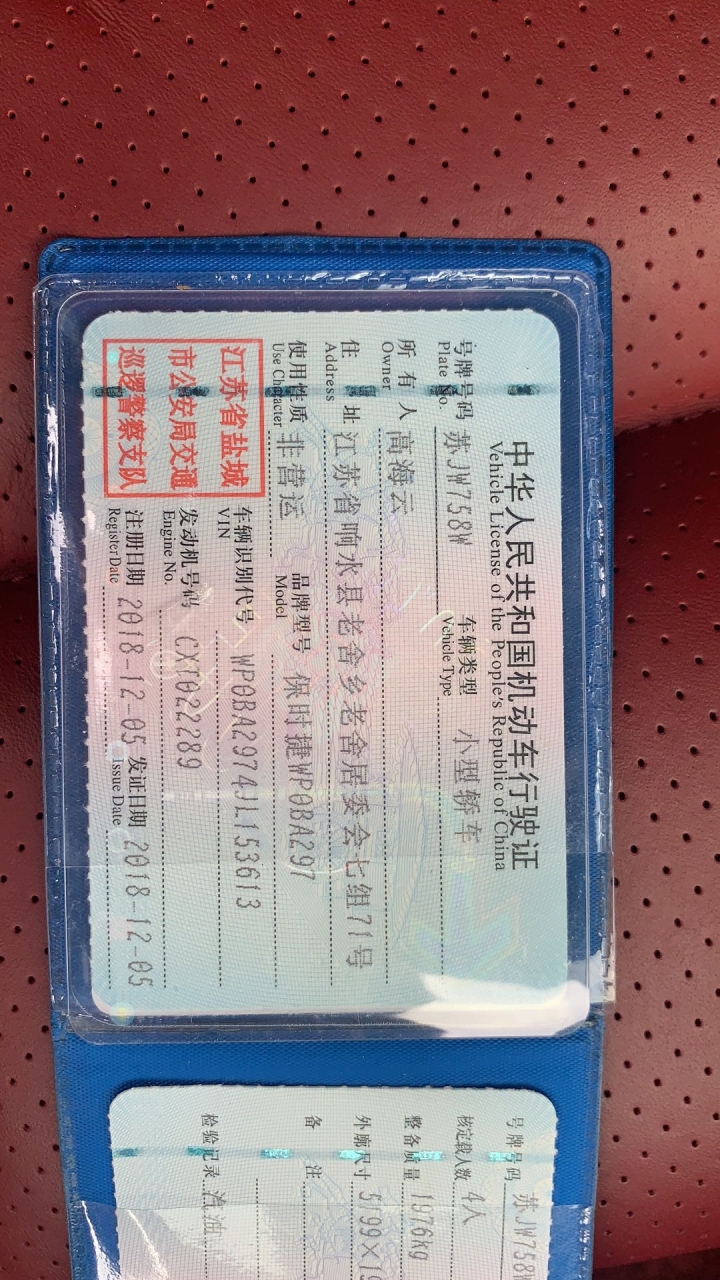 中华人民共和国机动车行驶证
Vehicle License of the People's Republic of China
号牌号码 苏JW758W 车辆类型 小型轿车
Plate No. Vehicle Type
所有人 高海云
Owner
住址 江苏省响水县老舍乡老舍居委会七组71号
Address
使用性质 非营运 品牌型号 保时捷WP0BA297
Use Character Model
江苏省盐城
市公安局交通
巡逻警察支队
车辆识别代号 WP0BA2974JL153613
VIN
发动机号码 CXT022289
Engine No.
注册日期 2018-12-05 发证日期 2018-12-05
Register Date Issue Date
号牌号码 苏JW758W
核定载人数 4人
整备质量 1976kg
外廓尺寸 5199×19
备注
检验记录 汽油